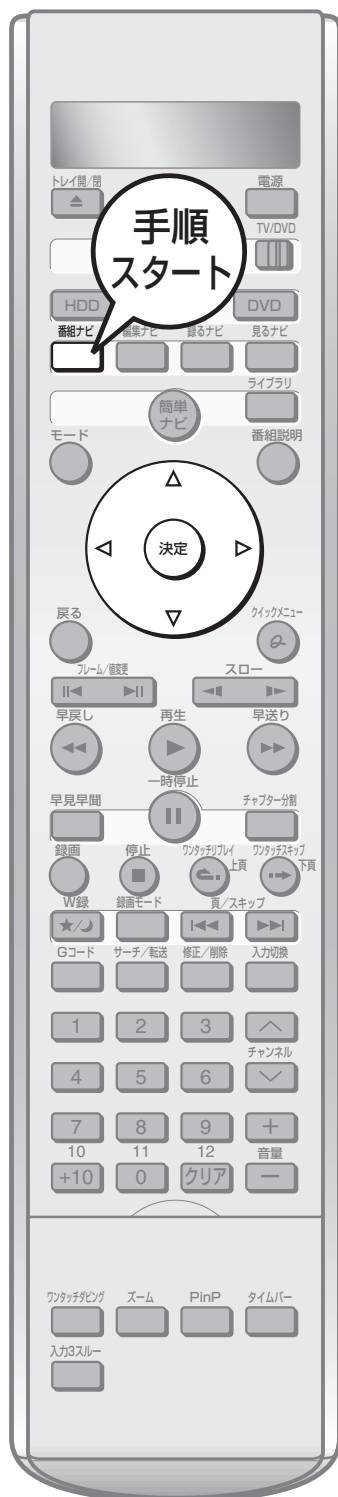 トレイ開/閉 電源
手順
スタート
TV/DVD
HDD DVD
番組ナビ 編集ナビ 録るナビ 見るナビ
ライブラリ
簡単
ナビ
モード 番組説明
決定
戻る クイックメニュー
フレーム/値変更 スロー
早戻し 再生 早送り
一時停止
早見早聞 チャプター分割
録画 停止 ワンタッチリプレイ ワンタッチスキップ
上頁 下頁
W録 録画モード 頁/スキップ
Gコード サーチ/転送 修正/削除 入力切換
1 2 3
チャンネル
4 5 6
7 8 9 +
10 11 12 音量
+10 0 クリア −
ワンタッチダビング ズーム PinP タイムバー
入力3スルー